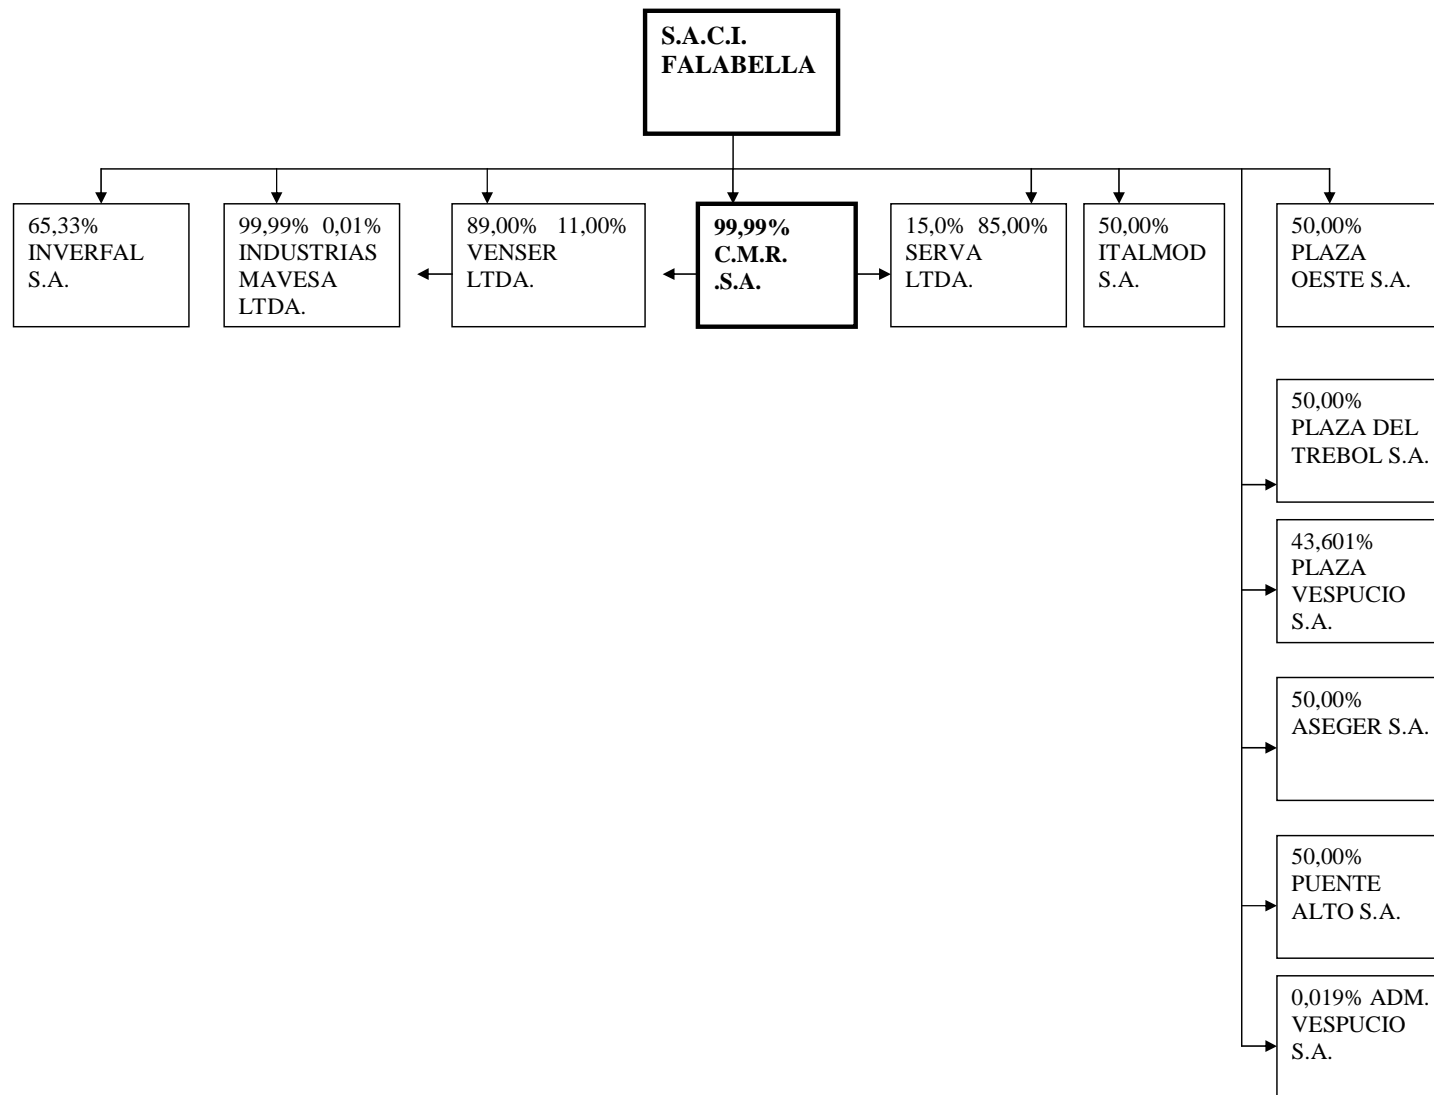 S.A.C.I.
FALABELLA
65,33%
INVERFAL
S.A.
99,99% 0,01%
INDUSTRIAS
MAVESA
LTDA.
89,00% 11,00%
VENSER
LTDA.
99,99%
C.M.R.
.S.A.
15,0% 85,00%
SERVA
LTDA.
50,00%
ITALMOD
S.A.
50,00%
PLAZA
OESTE S.A.
50,00%
PLAZA DEL
TREBOL S.A.
43,601%
PLAZA
VESPUCIO
S.A.
50,00%
ASEGER S.A.
50,00%
PUENTE
ALTO S.A.
0,019% ADM.
VESPUCIO
S.A.